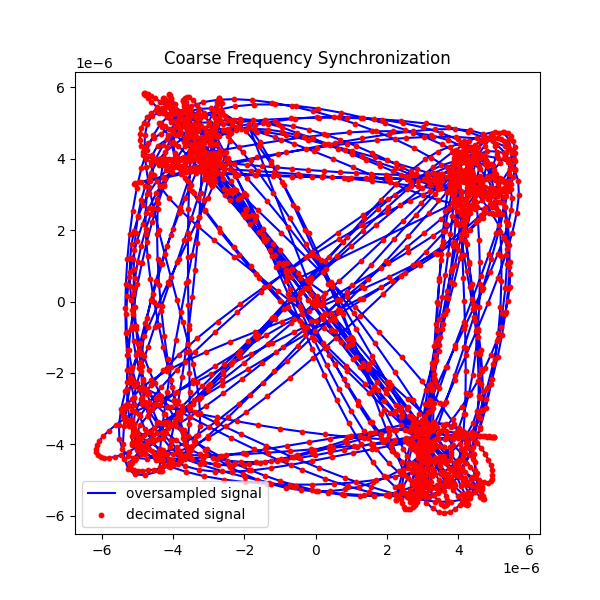 Coarse Frequency Synchronization
1e−6
6
4
2
0
−2
−4
−6
oversampled signal
decimated signal
−6 −4 −2 0 2 4 6
1e−6